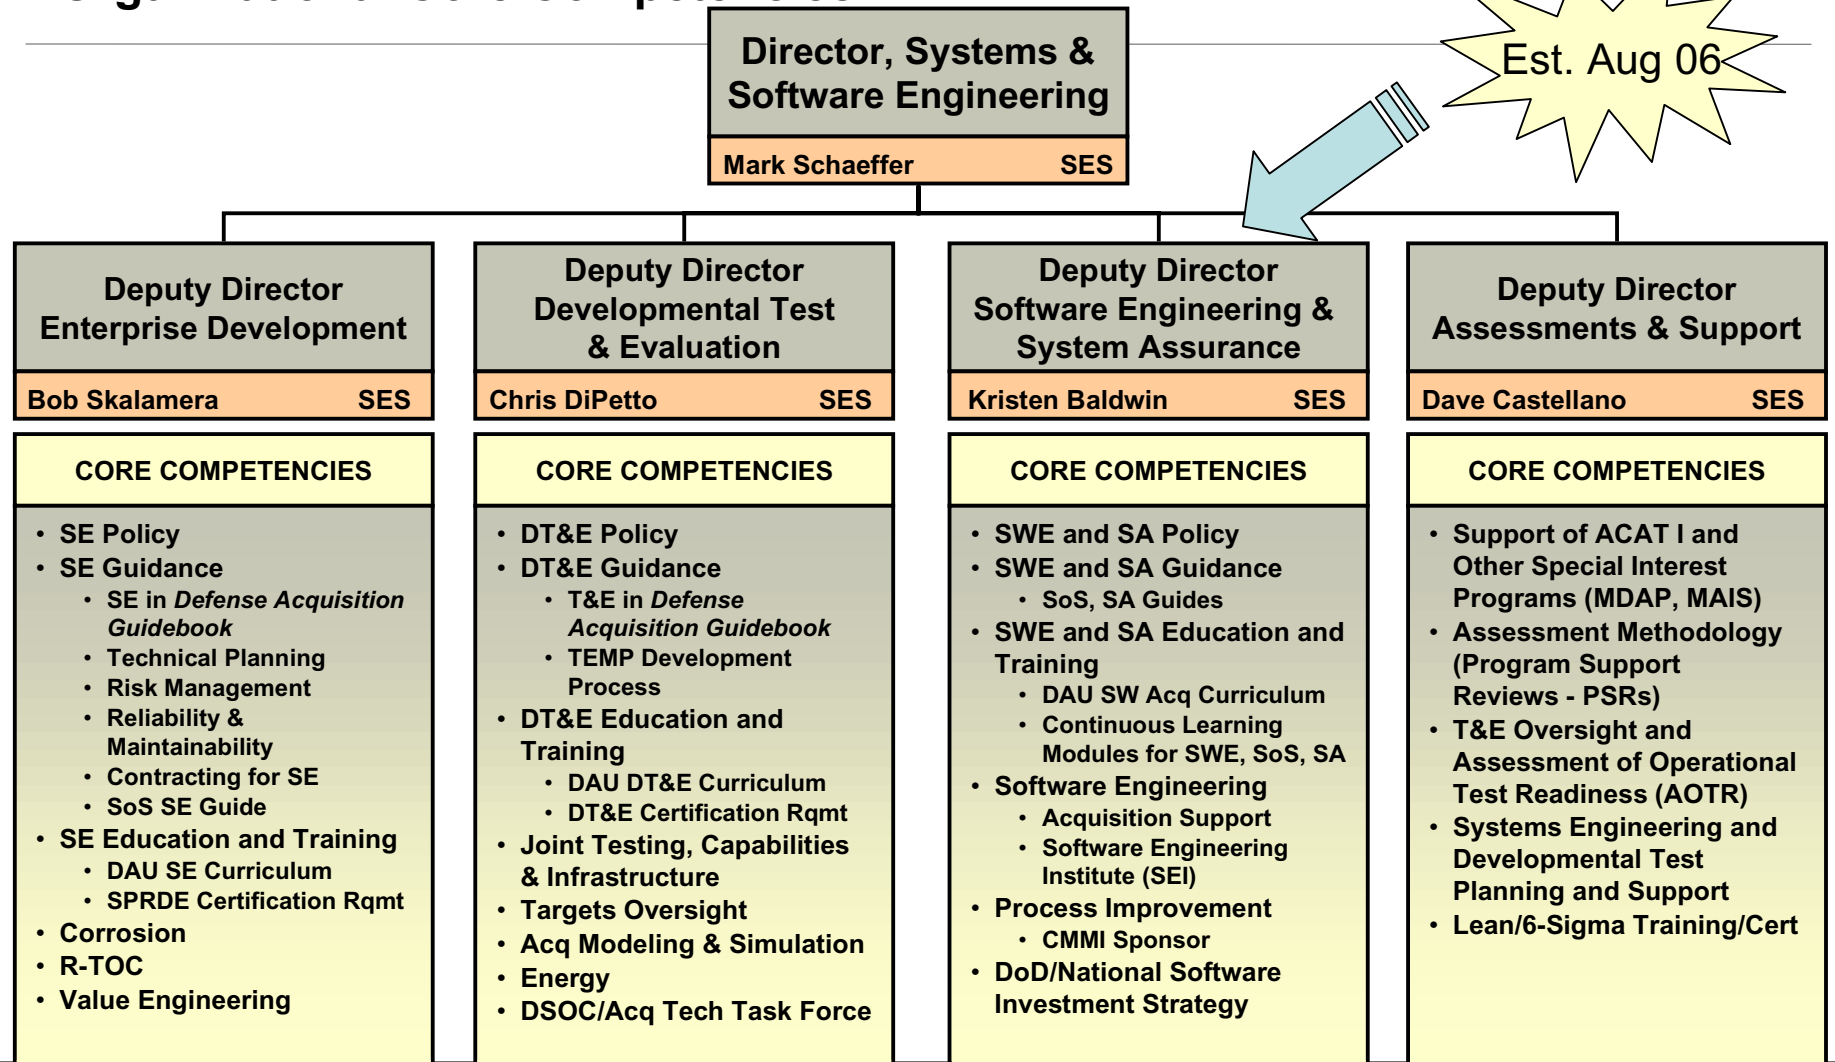 Director, Systems &
Software Engineering
Mark Schaeffer SES
Est. Aug 06
Deputy Director
Enterprise Development
Bob Skalamera SES
CORE COMPETENCIES
• SE Policy
• SE Guidance
• SE in Defense Acquisition
Guidebook
• Technical Planning
• Risk Management
• Reliability &
Maintainability
• Contracting for SE
• SoS SE Guide
• SE Education and Training
• DAU SE Curriculum
• SPRDE Certification Rqmt
• Corrosion
• R-TOC
• Value Engineering
Deputy Director
Developmental Test
& Evaluation
Chris DiPetto SES
CORE COMPETENCIES
• DT&E Policy
• DT&E Guidance
• T&E in Defense
Acquisition Guidebook
• TEMP Development
Process
• DT&E Education and
Training
• DAU DT&E Curriculum
• DT&E Certification Rqmt
• Joint Testing, Capabilities
& Infrastructure
• Targets Oversight
• Acq Modeling & Simulation
• Energy
• DSOC/Acq Tech Task Force
Deputy Director
Software Engineering &
System Assurance
Kristen Baldwin SES
CORE COMPETENCIES
• SWE and SA Policy
• SWE and SA Guidance
• SoS, SA Guides
• SWE and SA Education and
Training
• DAU SW Acq Curriculum
• Continuous Learning
Modules for SWE, SoS, SA
• Software Engineering
• Acquisition Support
• Software Engineering
Institute (SEI)
• Process Improvement
• CMMI Sponsor
• DoD/National Software
Investment Strategy
Deputy Director
Assessments & Support
Dave Castellano SES
CORE COMPETENCIES
• Support of ACAT I and
Other Special Interest
Programs (MDAP, MAIS)
• Assessment Methodology
(Program Support
Reviews - PSRs)
• T&E Oversight and
Assessment of Operational
Test Readiness (AOTR)
• Systems Engineering and
Developmental Test
Planning and Support
• Lean/6-Sigma Training/Cert